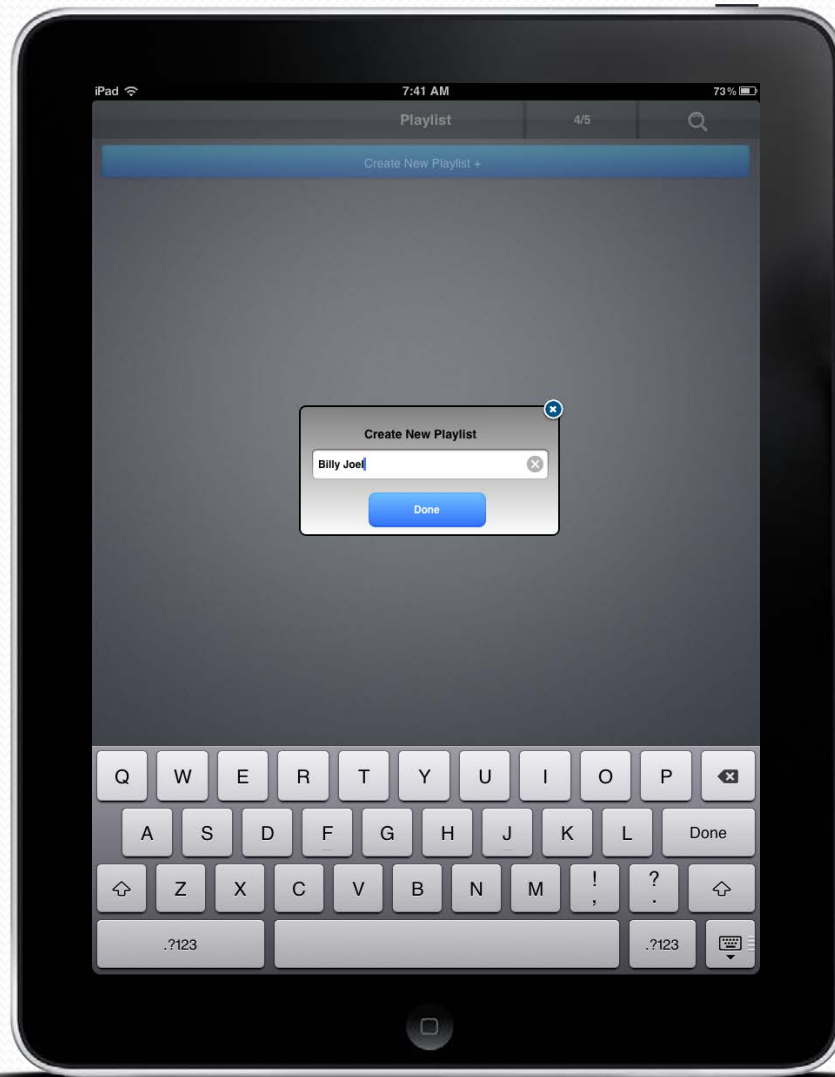 iPad 7:41 AM 73%
Playlist 4/5
Create New Playlist +
Create New Playlist
Billy Joel
Done
Q W E R T Y U I O P
A S D F G H J K L Done
Z X C V B N M ! , ? .
.?123 .?123